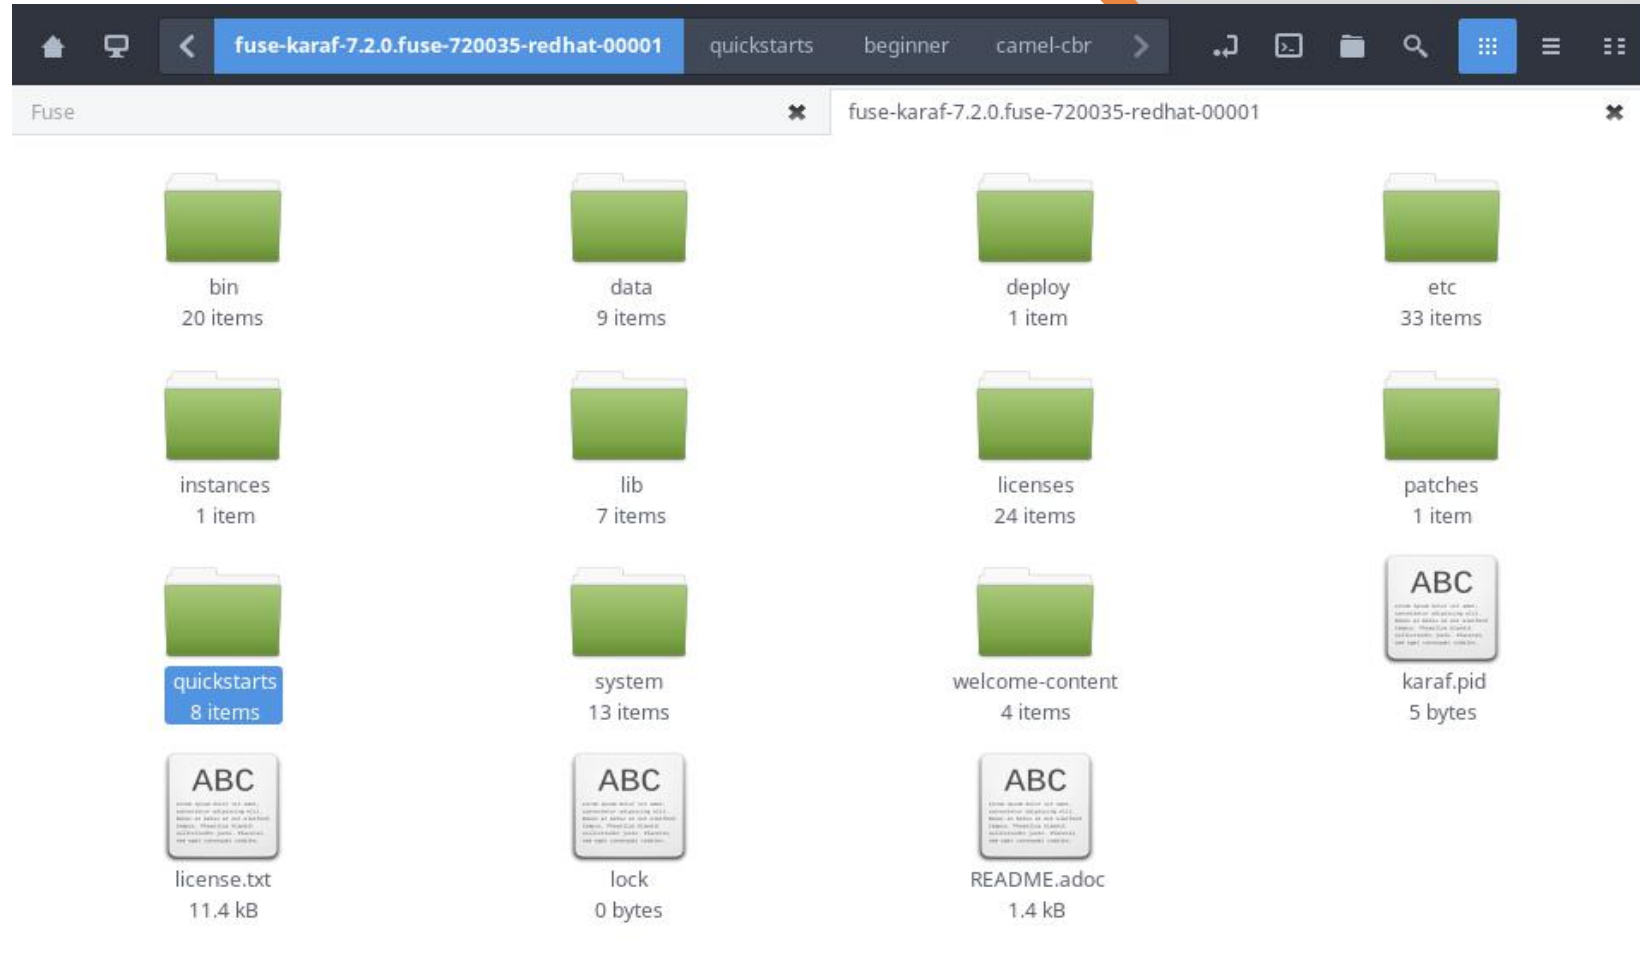 fuse-karaf-7.2.0.fuse-720035-redhat-00001 quickstarts beginner camel-cbr
Fuse fuse-karaf-7.2.0.fuse-720035-redhat-00001
bin data deploy etc
20 items 9 items 1 item 33 items
instances lib licenses patches
1 item 7 items 24 items 1 item
ABC
quickstarts system welcome-content karaf.pid
8 items 13 items 4 items 5 bytes
ABC ABC ABC
license.txt lock README.adoc
11.4 kB 0 bytes 1.4 kB